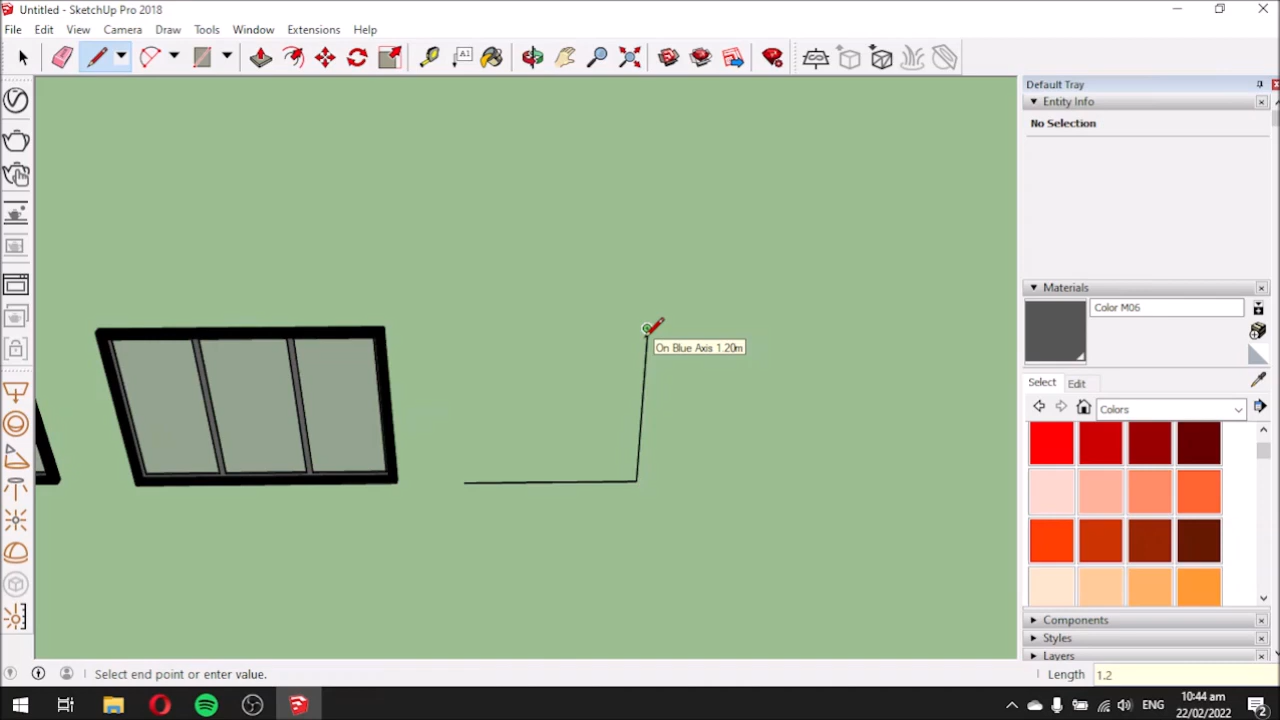 Untitled - SketchUp Pro 2018
File Edit View Camera Draw Tools Window Extensions Help
A1
Default Tray
Entity Info
No Selection
Materials
Color M06
Select Edit
Colors
On Blue Axis 1.20m
Components
Styles
Layers
Select end point or enter value.
Length 1.2
ENG
10:44 am
22/02/2022
2